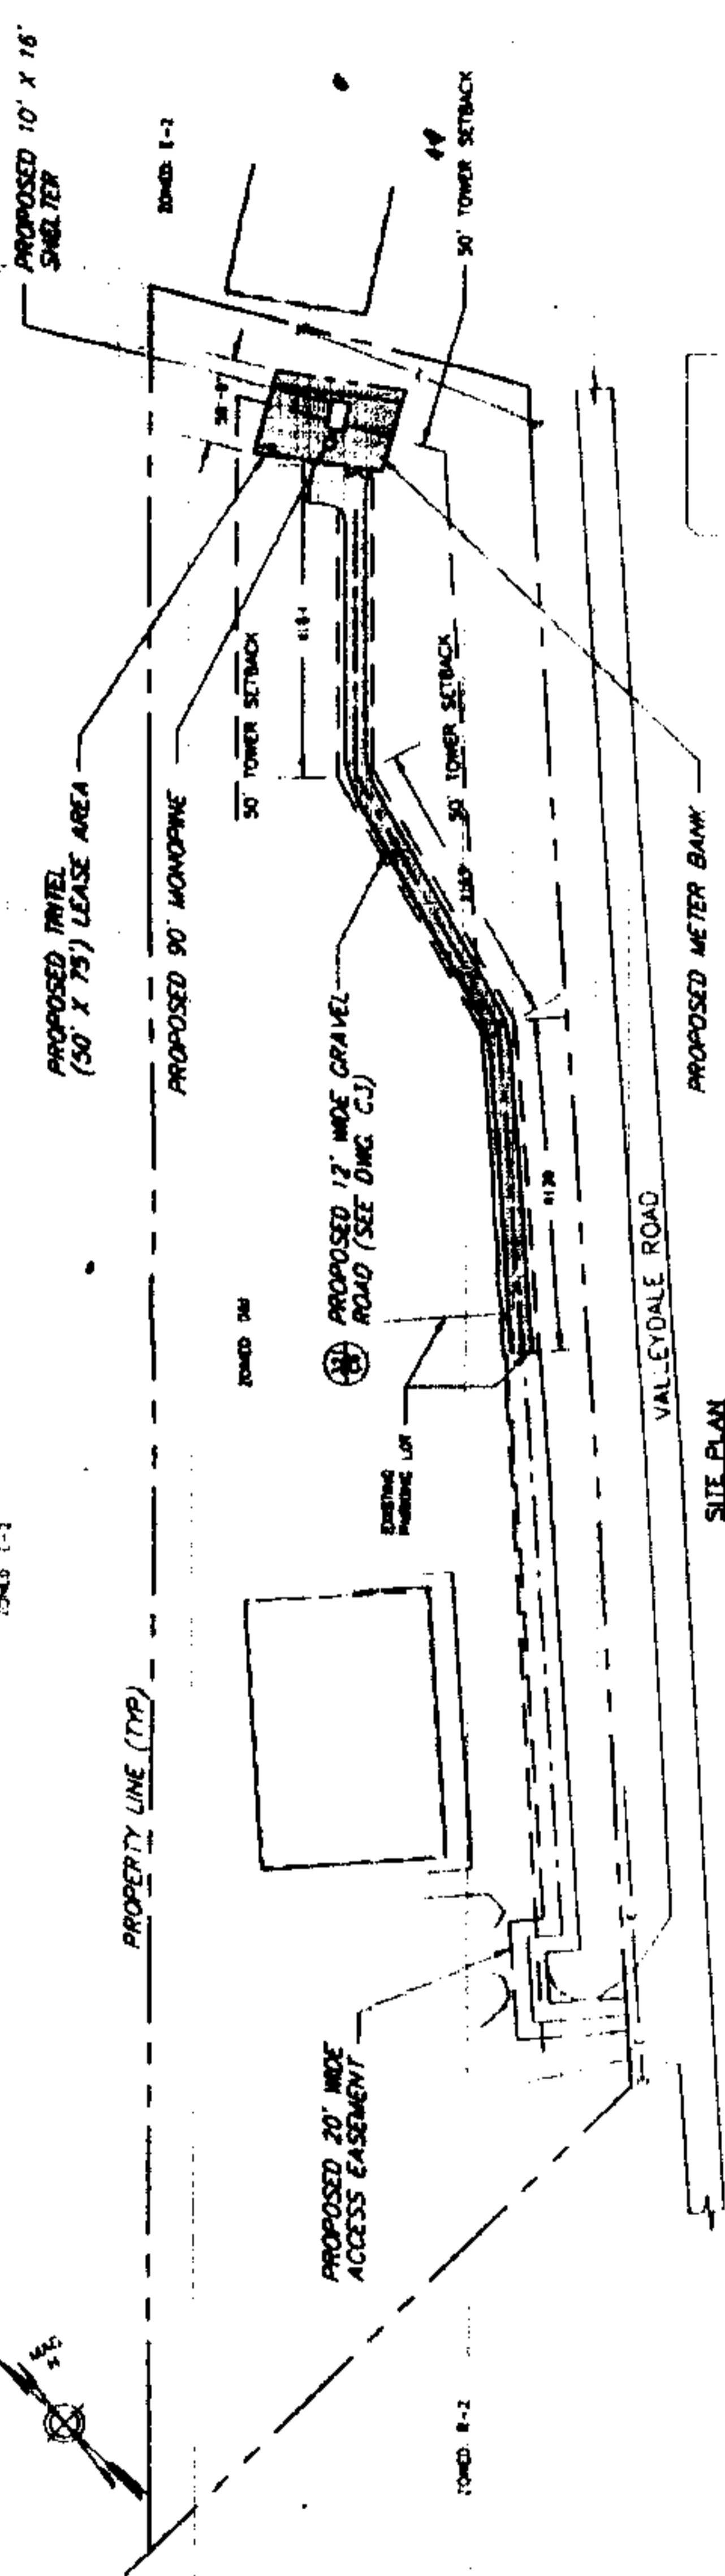 PROPOSED 10' X 16'
SHELTER
ZONED: E-2
50' TOWER SETBACK
PROPOSED TRITEL
(50' X 75') LEASE AREA
PROPOSED 90' MONOPINE
50' TOWER SETBACK
50' TOWER SETBACK
PROPOSED 12' WIDE GRAVEL
ROAD (SEE DWG. C3)
ZONED
EXISTING
PARKING LOT
PROPOSED METER BANK
VALLEYDALE ROAD
SITE PLAN
PROPERTY LINE (TYP)
PROPOSED 20' WIDE
ACCESS EASEMENT
ZONED R-2